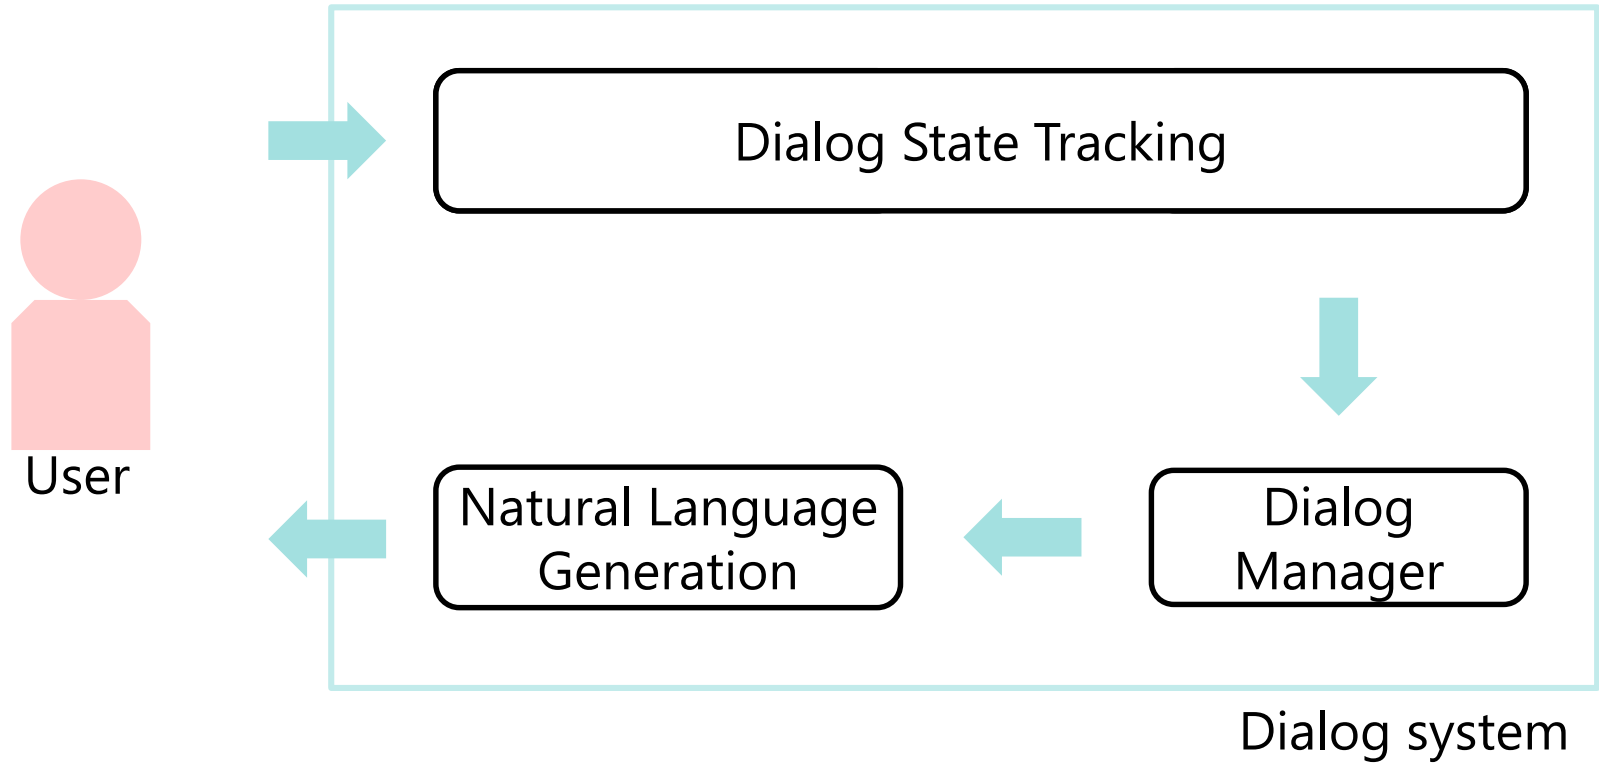 Dialog State Tracking
User
Natural Language
Generation
Dialog
Manager
Dialog system